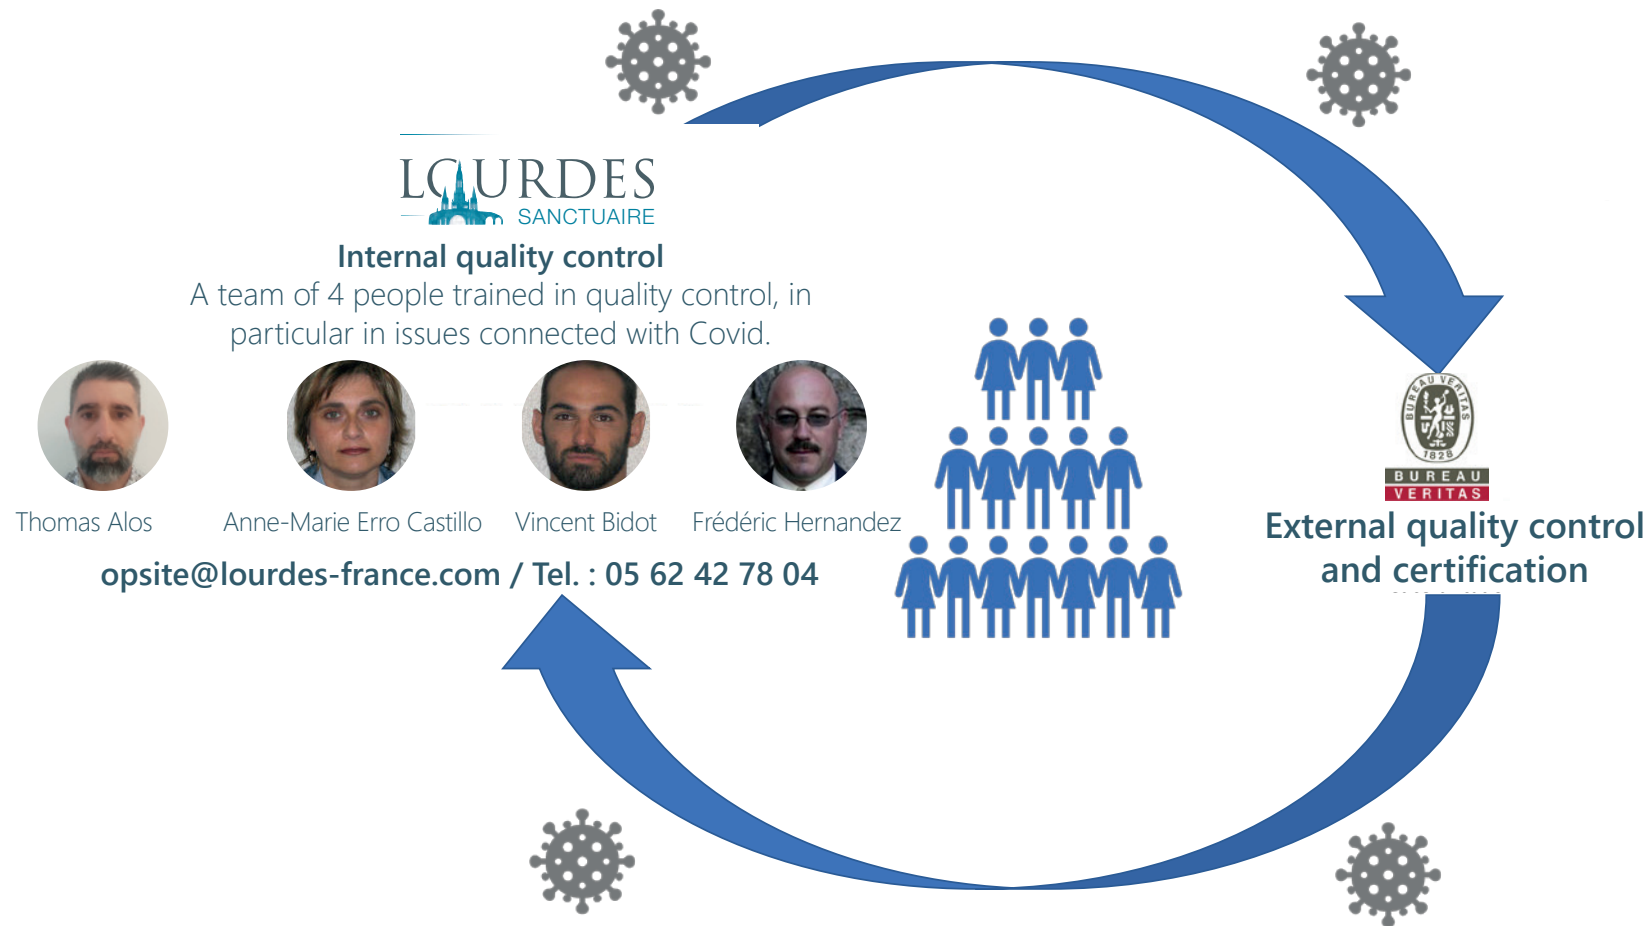 LOURDES
SANCTUAIRE
Internal quality control
A team of 4 people trained in quality control, in
particular in issues connected with Covid.
Thomas Alos
Anne-Marie Erro Castillo
Vincent Bidot
Frédéric Hernandez
opsite@lourdes-france.com / Tel. : 05 62 42 78 04
BUREAU VERITAS
1828
BUREAU
VERITAS
External quality control
and certification